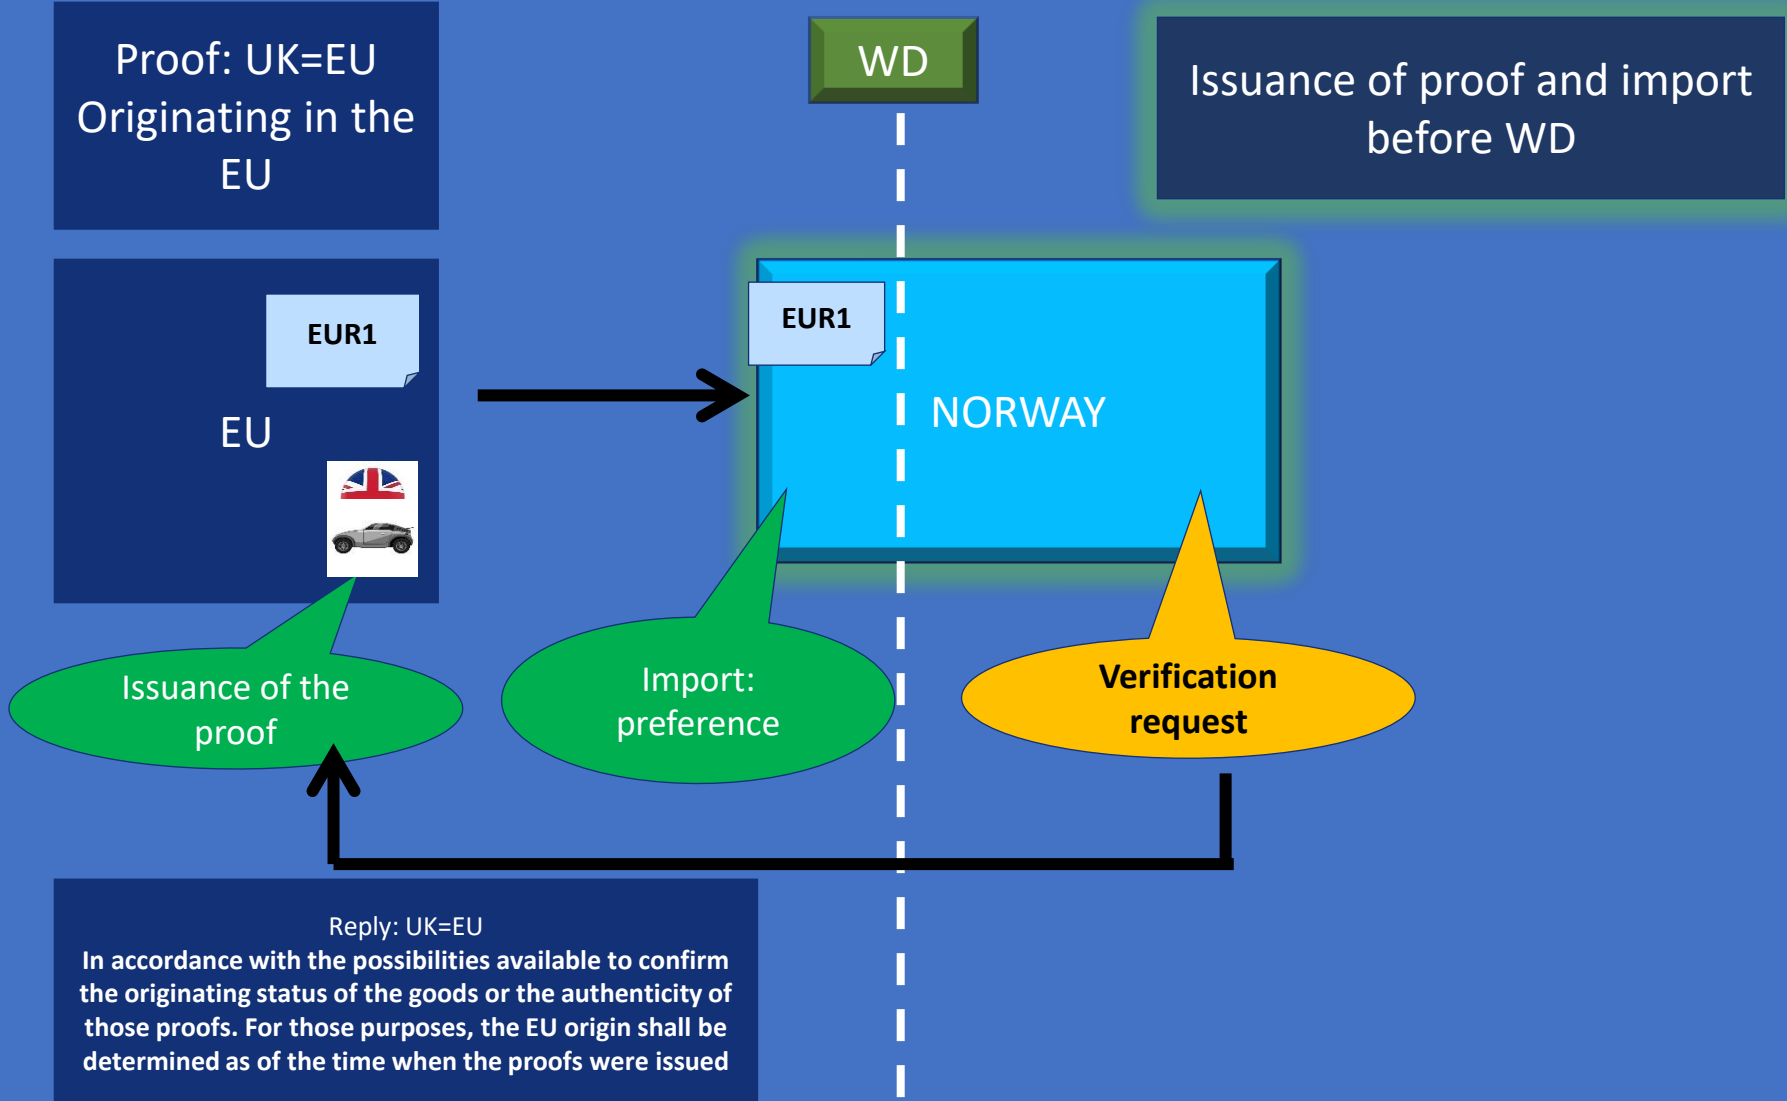 Proof: UK=EU
Originating in the
EU
WD
Issuance of proof and import
before WD
EUR1
EU
EUR1
NORWAY
Issuance of the
proof
Import:
preference
Verification
request
Reply: UK=EU
In accordance with the possibilities available to confirm
the originating status of the goods or the authenticity of
those proofs. For those purposes, the EU origin shall be
determined as of the time when the proofs were issued